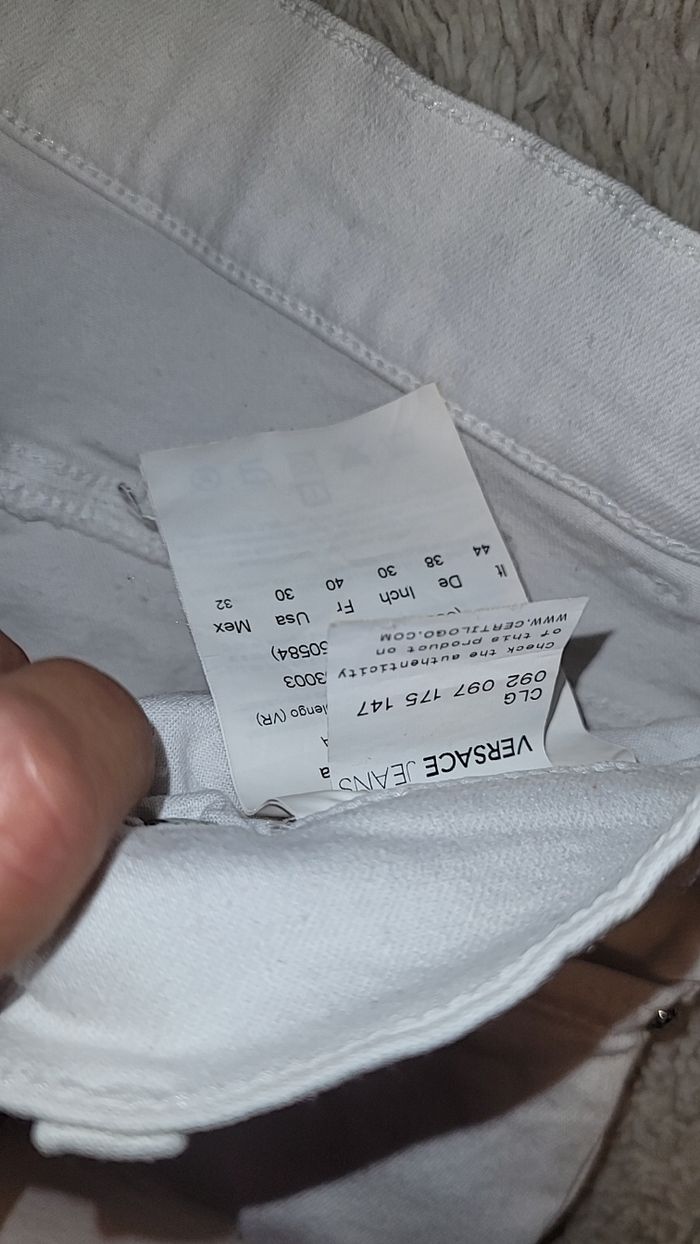 VERSACE JEANS
CLG
092 097 175 147
Check the authenticity
of this product on
WWW.CERTILOGO.COM
a
A
lengo (VR)
3003
50584)
It De Inch Fr Usa Mex
44 38 30 40 30 32